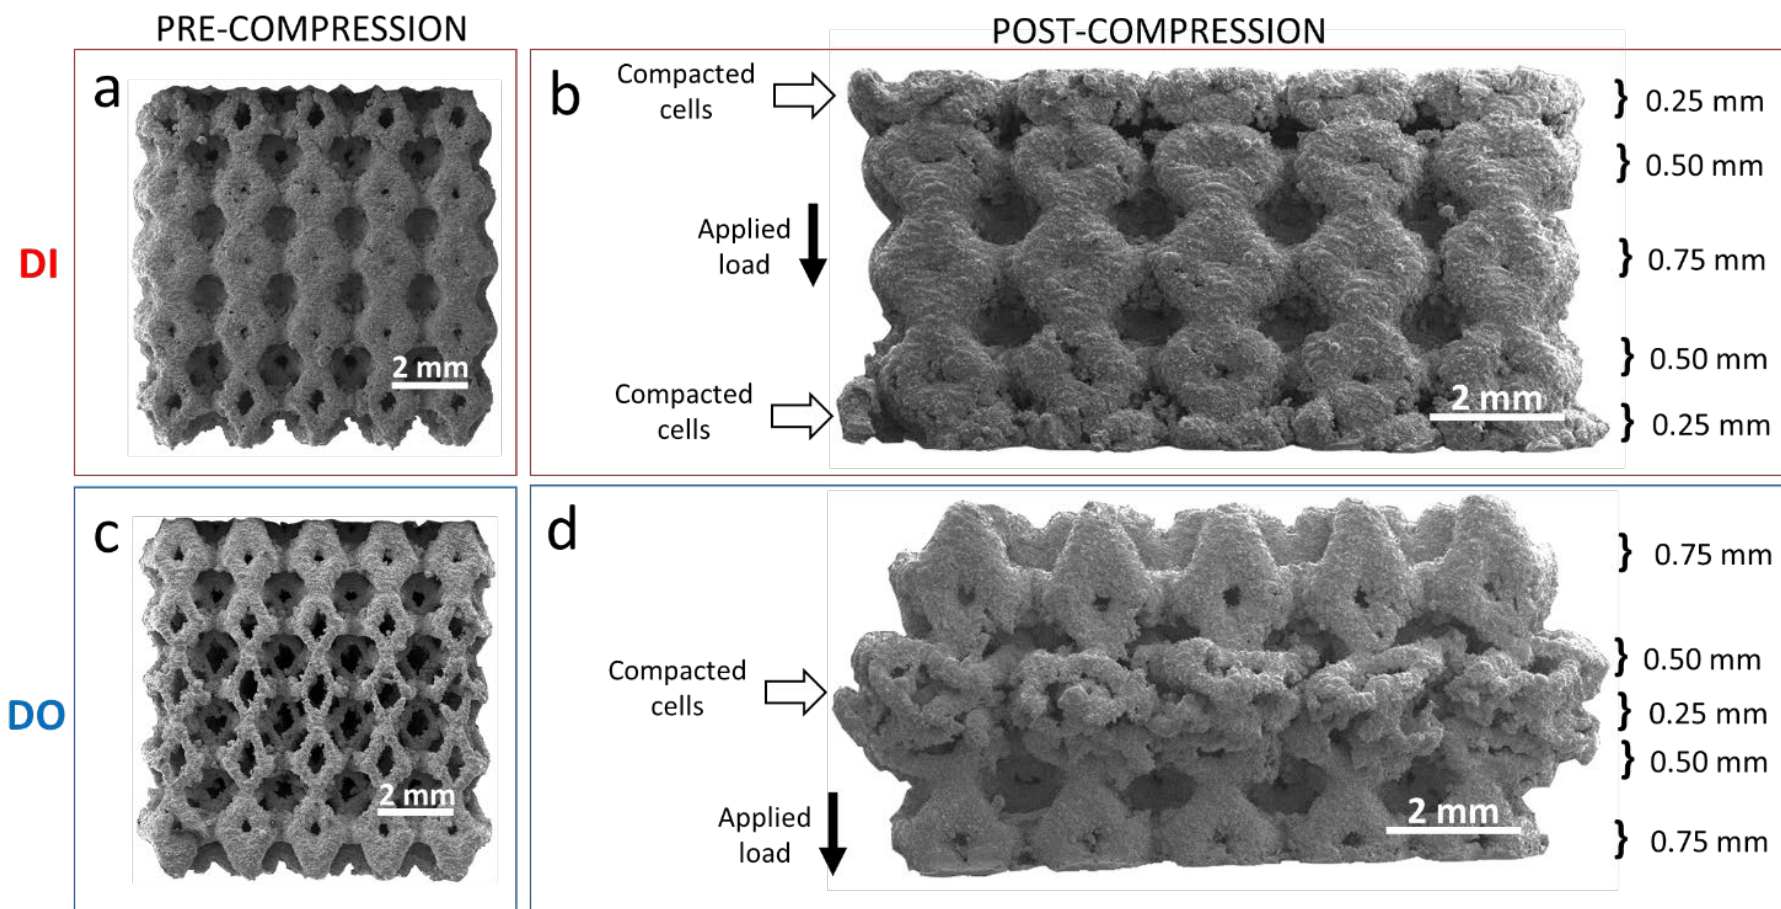 PRE-COMPRESSION
POST-COMPRESSION
DI
a
2 mm
b
Compacted
cells
Applied
load
Compacted
cells
2 mm
} 0.25 mm
} 0.50 mm
} 0.75 mm
} 0.50 mm
} 0.25 mm
DO
c
2 mm
d
Compacted
cells
Applied
load
2 mm
} 0.75 mm
} 0.50 mm
} 0.25 mm
} 0.50 mm
} 0.75 mm